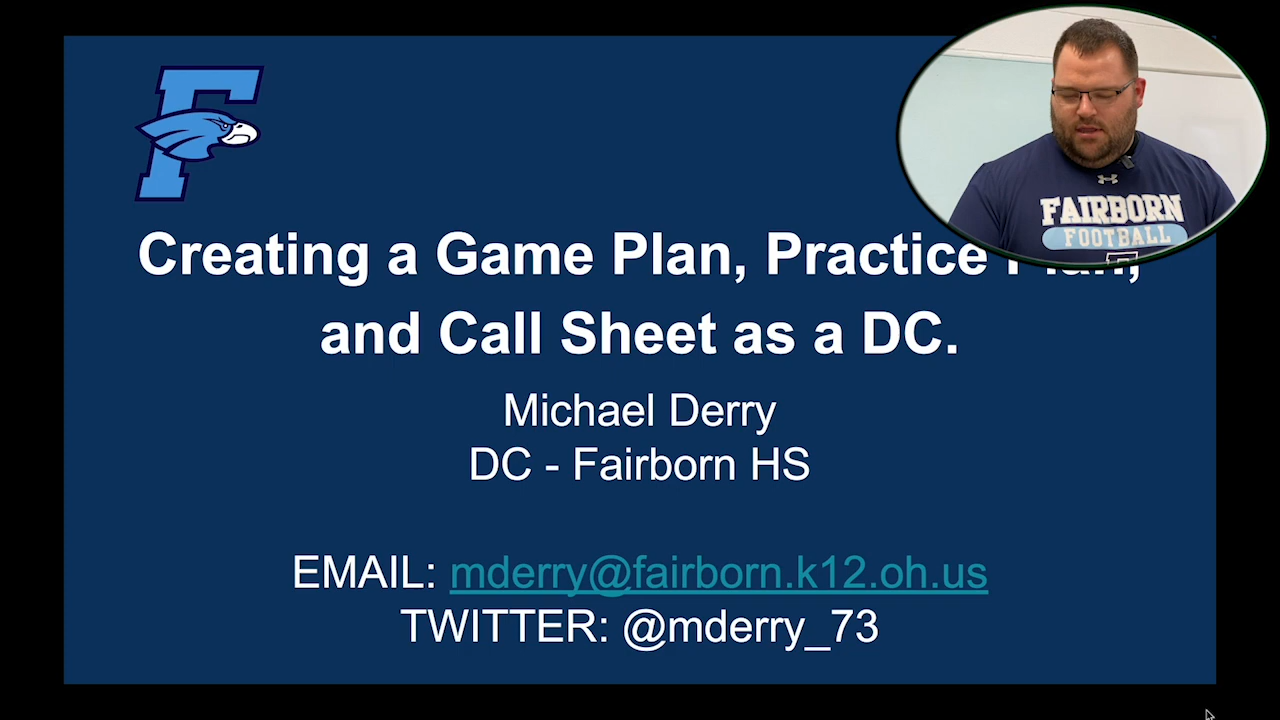 FAIRBORN
FOOTBALL
Creating a Game Plan, Practice Plan,
and Call Sheet as a DC.
Michael Derry
DC - Fairborn HS
EMAIL: mderry@fairborn.k12.oh.us
TWITTER: @mderry_73